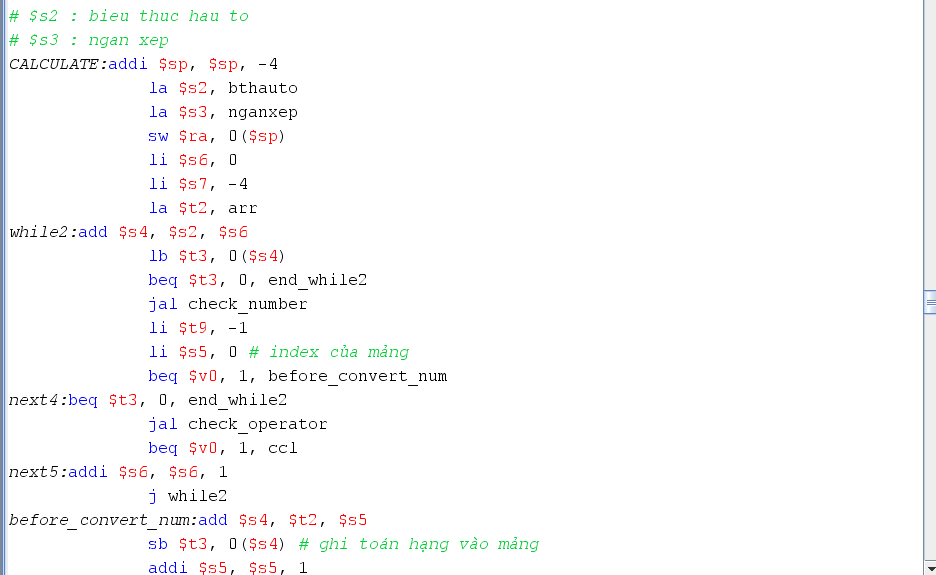 # $s2 : bieu thuc hau to
# $s3 : ngan xep
CALCULATE:addi $sp, $sp, -4
la $s2, bthauto
la $s3, nganxep
sw $ra, 0($sp)
li $s6, 0
li $s7, -4
la $t2, arr
while2:add $s4, $s2, $s6
lb $t3, 0($s4)
beq $t3, 0, end_while2
jal check_number
li $t9, -1
li $s5, 0 # index của mảng
beq $v0, 1, before_convert_num
next4:beq $t3, 0, end_while2
jal check_operator
beq $v0, 1, ccl
next5:addi $s6, $s6, 1
j while2
before_convert_num:add $s4, $t2, $s5
sb $t3, 0($s4) # ghi toán hạng vào mảng
addi $s5, $s5, 1